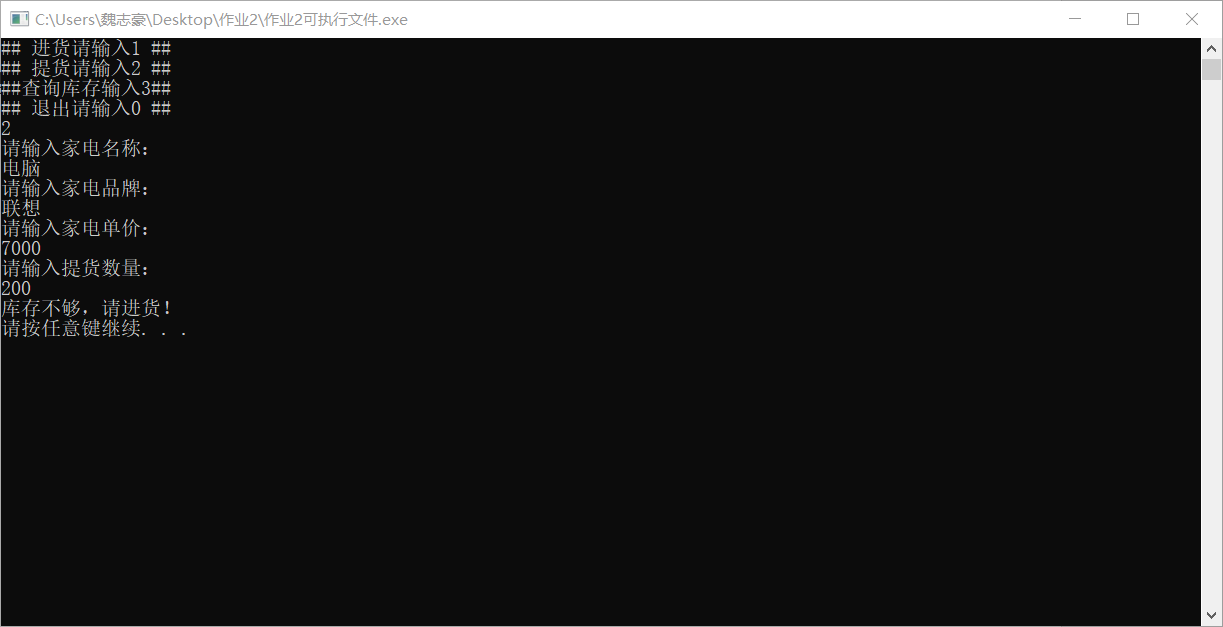 C:\Users\魏志豪\Desktop\作业2\作业2可执行文件.exe
## 进货请输入1 ##
## 提货请输入2 ##
##查询库存输入3##
## 退出请输入0 ##
2
请输入家电名称：
电脑
请输入家电品牌：
联想
请输入家电单价：
7000
请输入提货数量：
200
库存不够，请进货！
请按任意键继续. . .